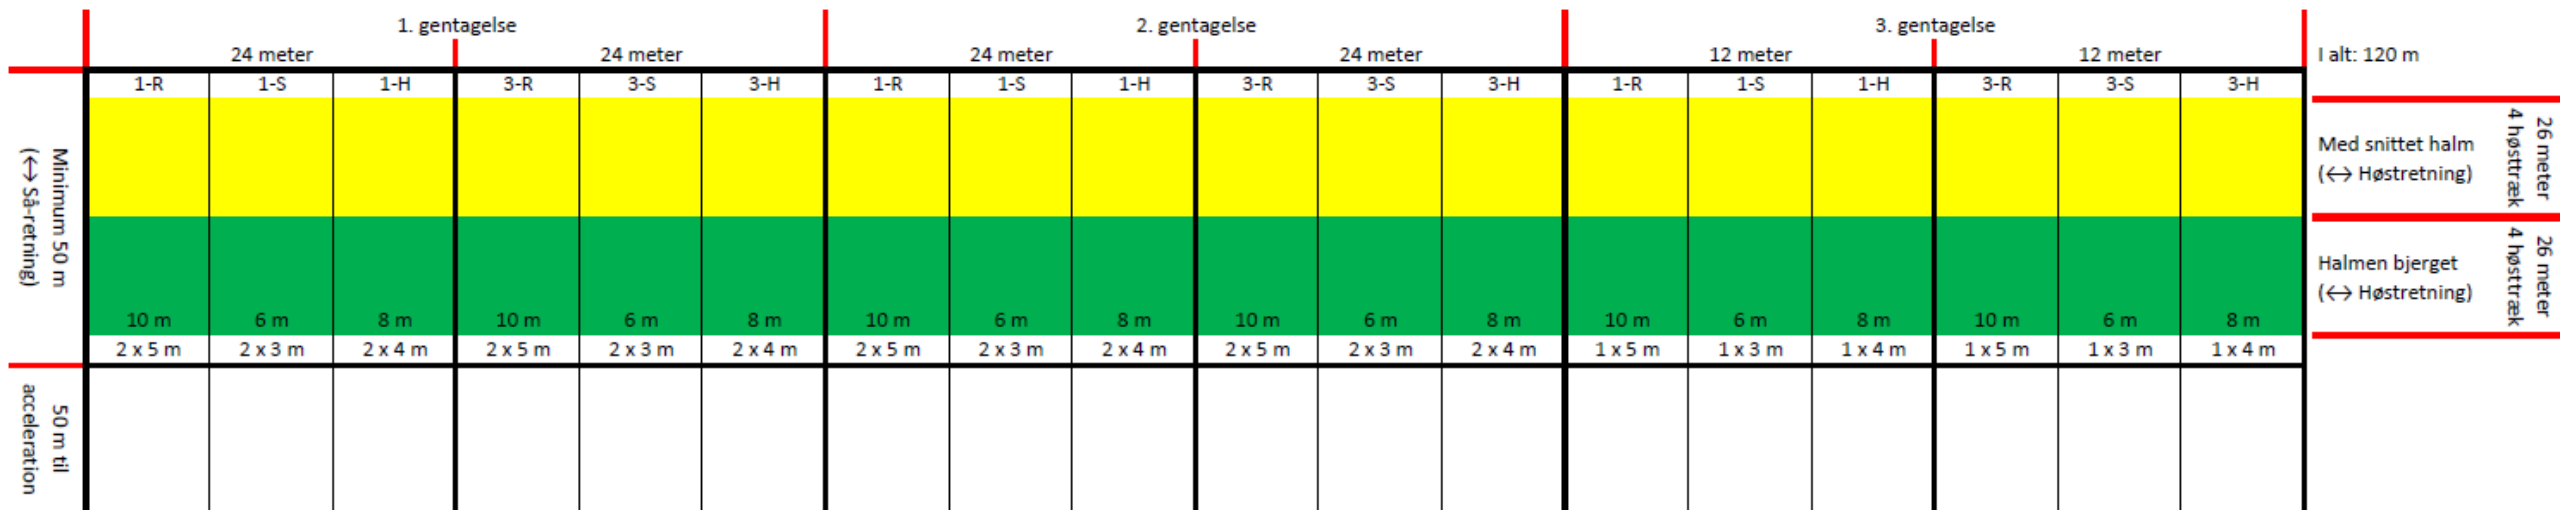 1. gentagelse 2. gentagelse 3. gentagelse
24 meter 24 meter 24 meter 24 meter 12 meter 12 meter I alt: 120 m
1-R 1-S 1-H 3-R 3-S 3-H 1-R 1-S 1-H 3-R 3-S 3-H 1-R 1-S 1-H 3-R 3-S 3-H
Minimum 50 m
(↔ Så-retning)
Med snittet halm
(↔ Høstretning)
26 meter
4 høsttræk
Halmen bjerget
(↔ Høstretning)
26 meter
4 høsttræk
10 m 6 m 8 m 10 m 6 m 8 m 10 m 6 m 8 m 10 m 6 m 8 m 10 m 6 m 8 m 10 m 6 m 8 m
2 x 5 m 2 x 3 m 2 x 4 m 2 x 5 m 2 x 3 m 2 x 4 m 2 x 5 m 2 x 3 m 2 x 4 m 2 x 5 m 2 x 3 m 2 x 4 m 1 x 5 m 1 x 3 m 1 x 4 m 1 x 5 m 1 x 3 m 1 x 4 m
50 m til
acceleration